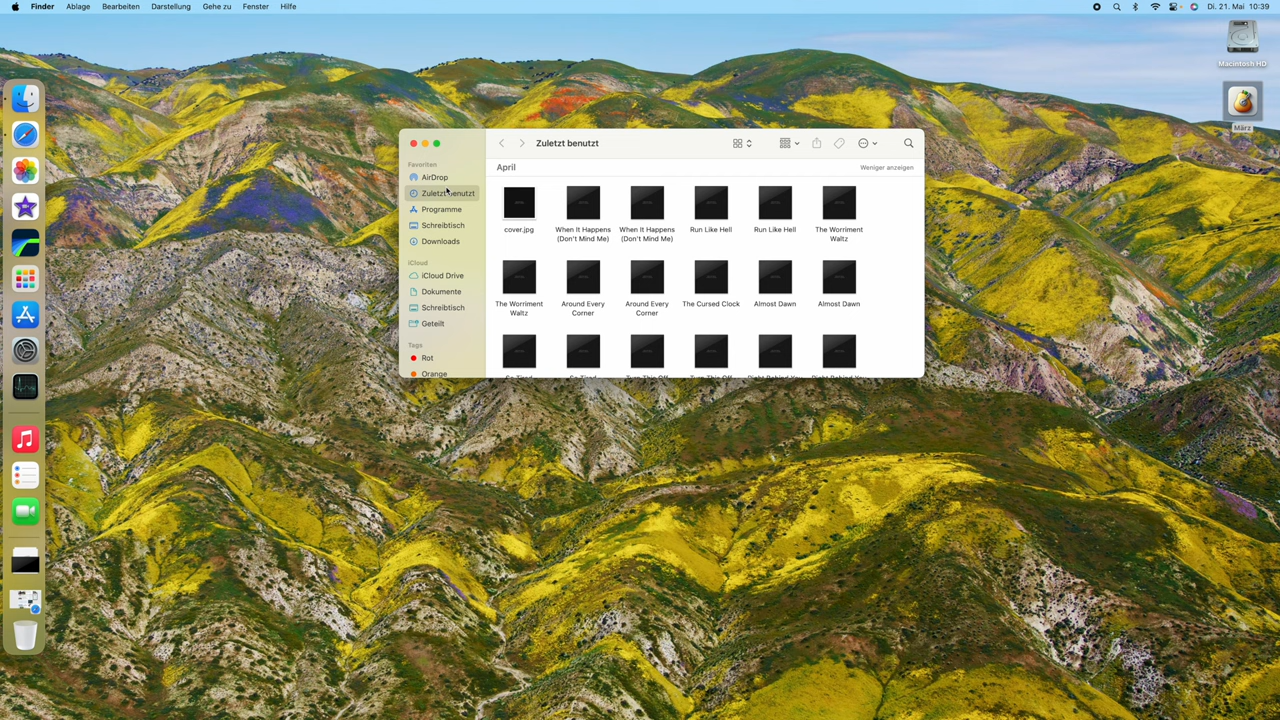 Finder Ablage Bearbeiten Darstellung Gehe zu Fenster Hilfe
Di. 21. Mai 10:39
Macintosh HD
März
Zuletzt benutzt
Favoriten
AirDrop
Zuletzt benutzt
Programme
Schreibtisch
Downloads
iCloud
iCloud Drive
Dokumente
Schreibtisch
Geteilt
Tags
Rot
Orange
April
Weniger anzeigen
cover.jpg
When It Happens
(Don't Mind Me)
When It Happens
(Don't Mind Me)
Run Like Hell
Run Like Hell
The Worriment
Waltz
The Worriment
Waltz
Around Every
Corner
Around Every
Corner
The Cursed Clock
Almost Dawn
Almost Dawn